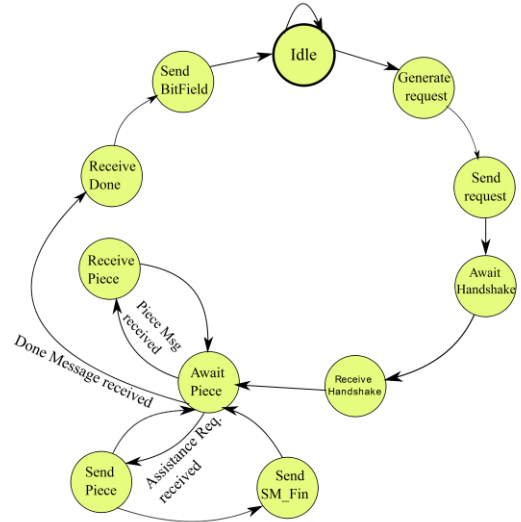 Idle
Send
BitField
Generate
request
Receive
Done
Send
request
Receive
Piece
Await
Handshake
Piece Msg
received
Done Message received
Await
Piece
Receive
Handshake
Assistance Req.
received
Send
Piece
Send
SM_Fin